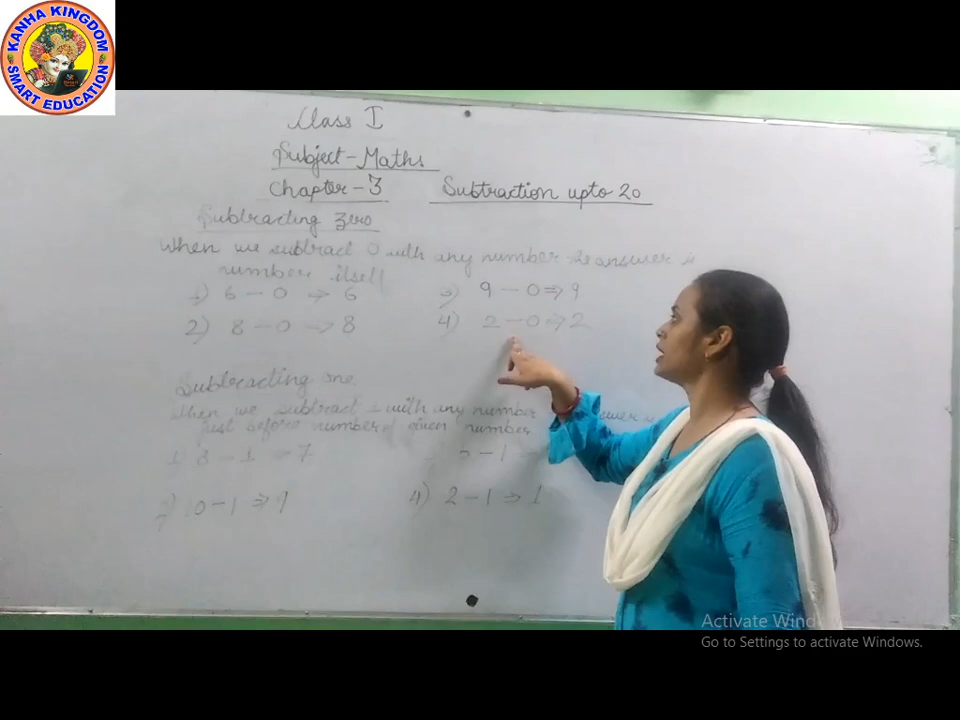 KANHA KINGDOM
SMART EDUCATION
Class I
Subject-Maths
Chapter-3 Subtraction upto 20
Subtracting Zero
When we subtract 0 with any number the answer is
number itself
1) 6 - 0 => 6 3) 9 - 0 => 9
2) 8 - 0 -> 8 4) 2 - 0 => 2
Subtracting one
When we subtract 1 with any number
just before number of given number
1) 8 - 1 = 7 - 1
10 - 1 => 9 4) 2 - 1 => 1
Activate Windo
Go to Settings to activate Windows.